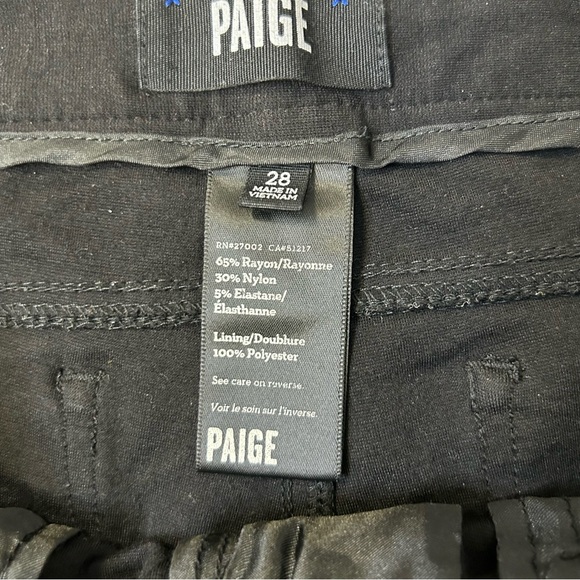 PAIGE
28
MADE IN
VIETNAM
RN#27002 CA#51217
65% Rayon/Rayonne
30% Nylon
5% Elastane/
Élasthanne
Lining/Doublure
100% Polyester
See care on reverse.
Voir le soin sur l'inverse.
PAIGE